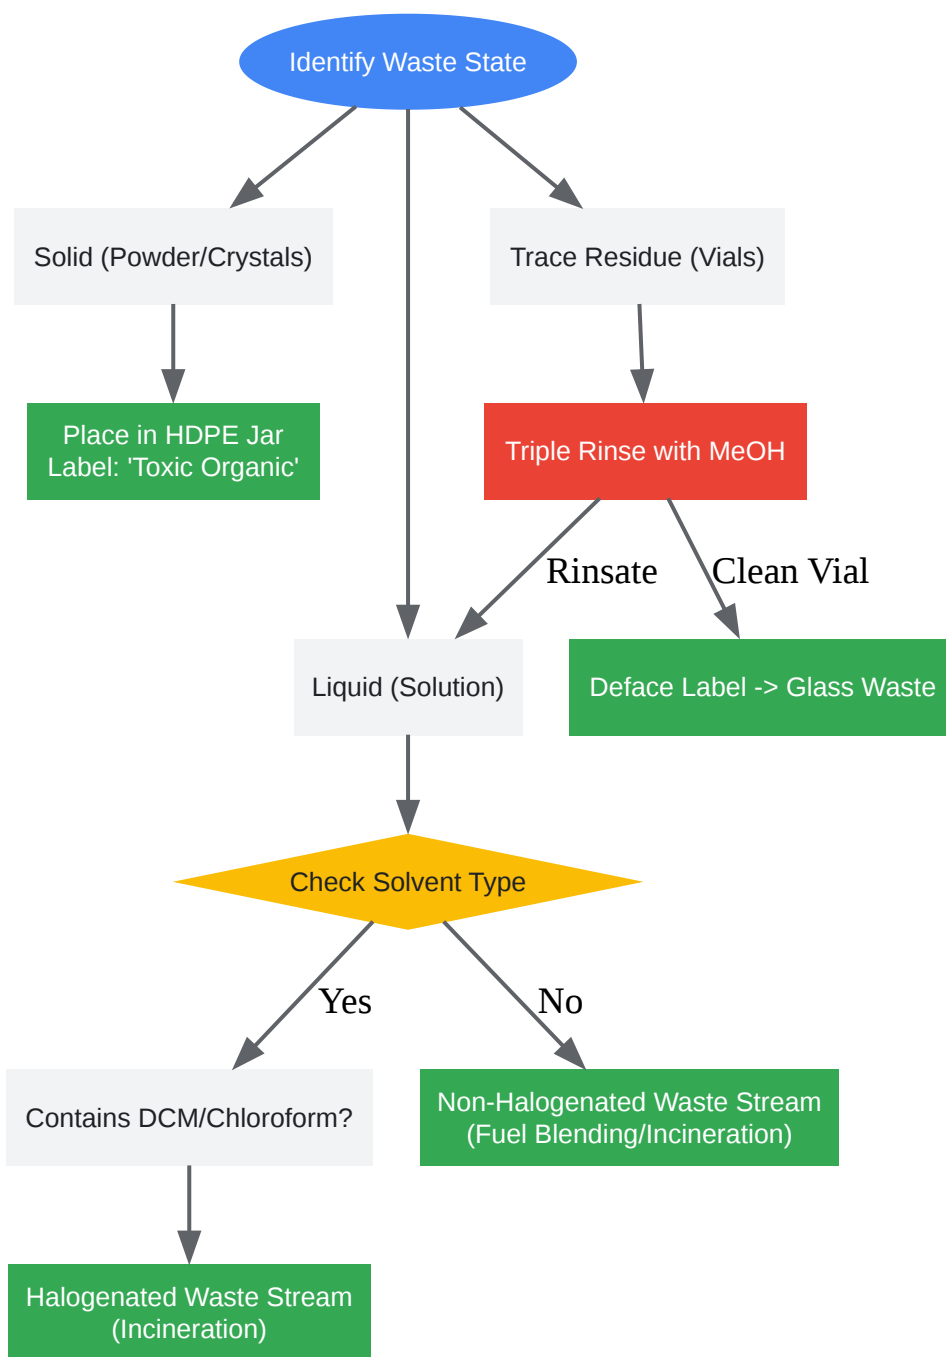 Identify Waste State
Solid (Powder/Crystals)
Trace Residue (Vials)
Place in HDPE Jar
Label: 'Toxic Organic'
Triple Rinse with MeOH
Rinsate
Clean Vial
Liquid (Solution)
Deface Label -> Glass Waste
Check Solvent Type
Yes
No
Contains DCM/Chloroform?
Non-Halogenated Waste Stream
(Fuel Blending/Incineration)
Halogenated Waste Stream
(Incineration)